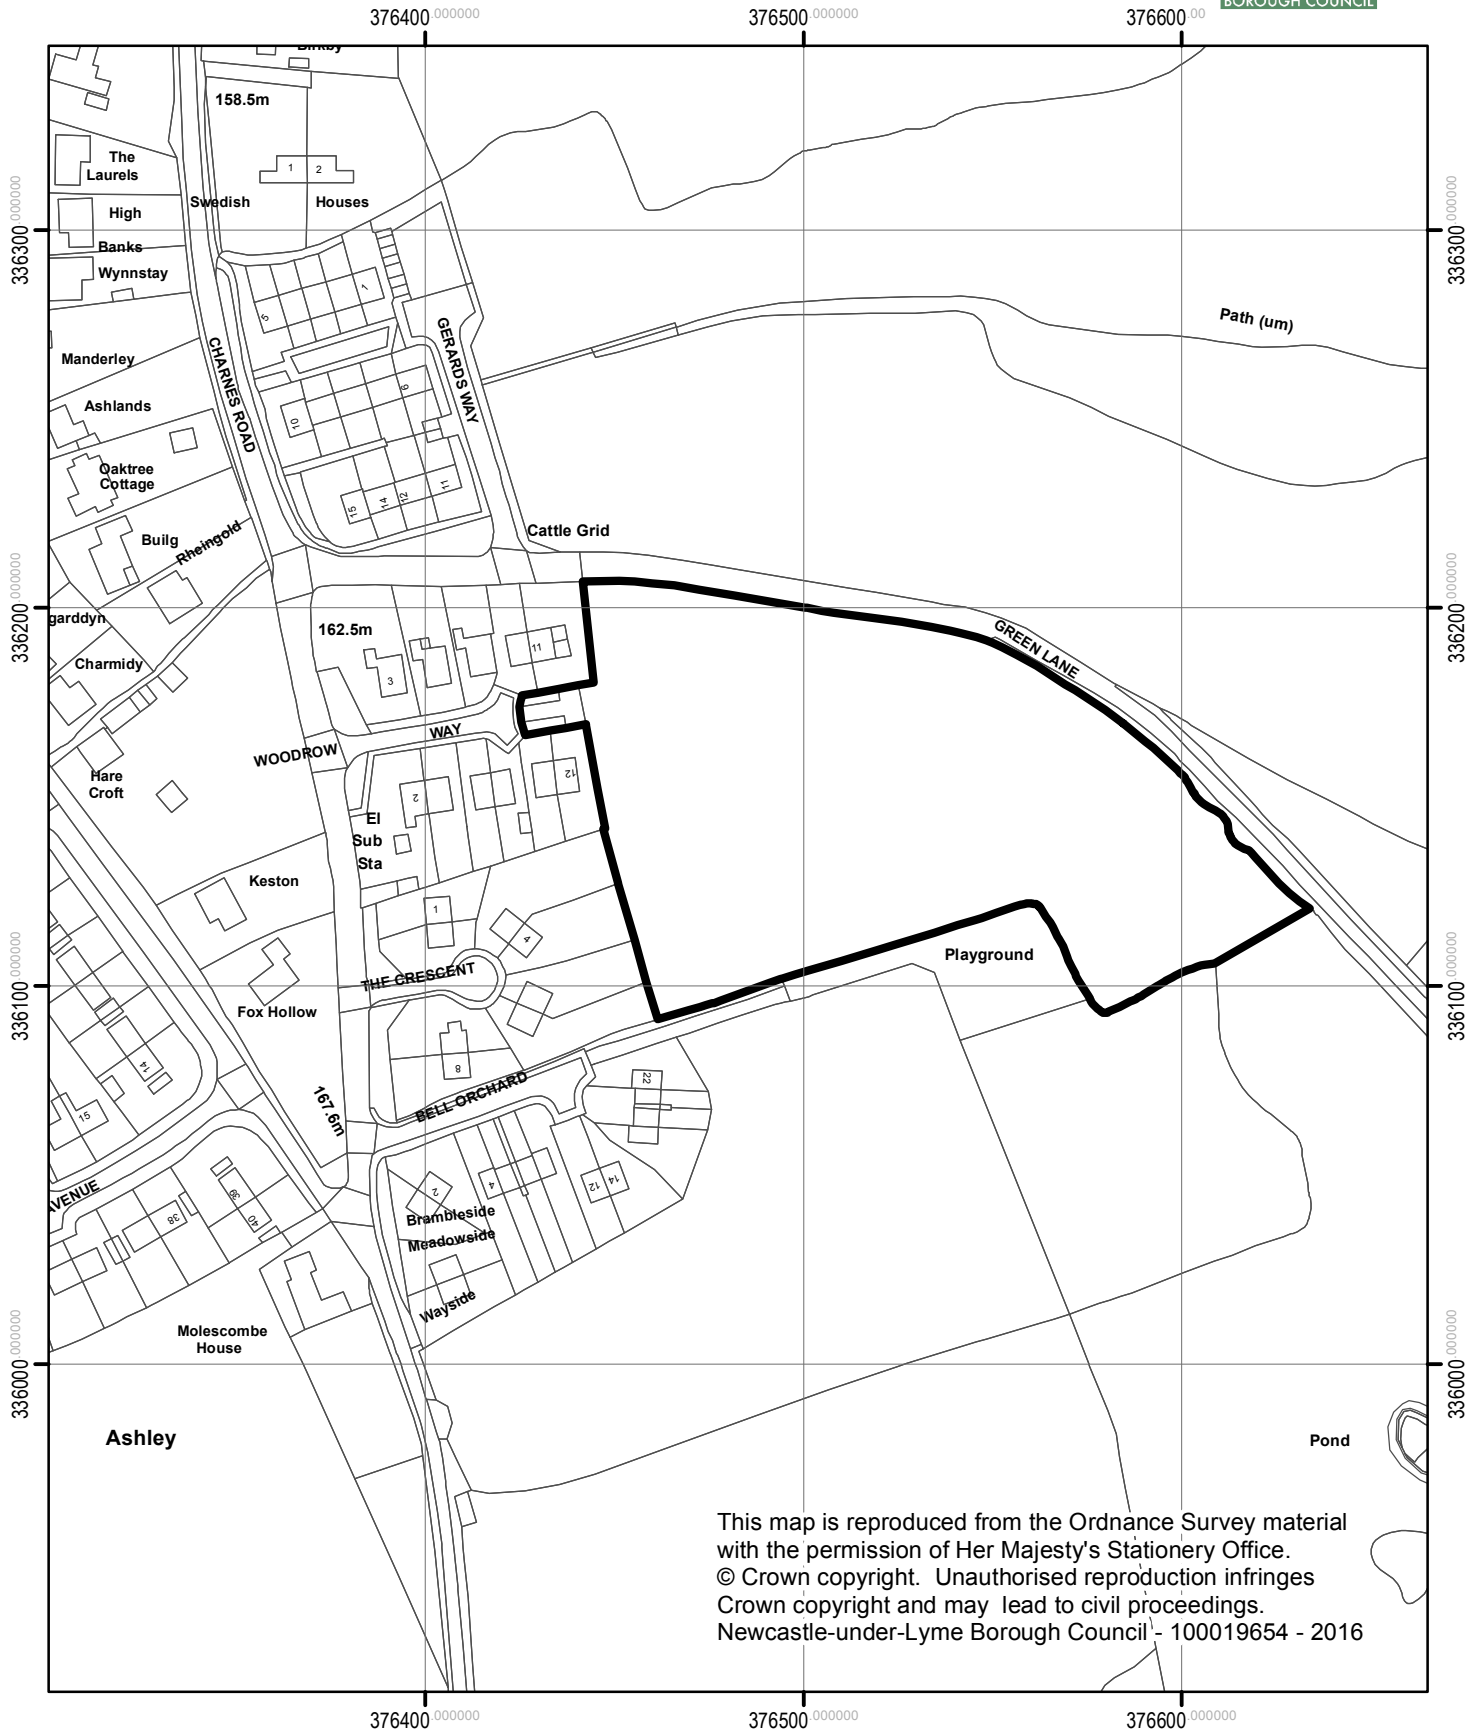 BOROUGH COUNCIL
376400.000000
376500.000000
376600.00
336300.000000
336300.000000
336200.000000
336200.000000
336100.000000
336100.000000
336000.000000
336000.000000
Birkby
158.5m
The
Laurels
1
2
Swedish
Houses
High
Banks
Wynnstay
1
5
GERARDS WAY
CHARNES ROAD
Path (um)
Manderley
Ashlands
6
10
Oaktree
Cottage
11
12
14
15
Builg
Rheingold
Cattle Grid
garddyn
162.5m
Charmidy
3
11
GREEN LANE
WOODROW
WAY
Hare
Croft
2
12
El
Sub
Sta
Keston
1
4
Playground
THE CRESCENT
Fox Hollow
8
14
BELL ORCHARD
22
167.6m
15
AVENUE
39
40
38
2
4
12
14
Brambleside
Meadowside
Wayside
Molescombe
House
Ashley
Pond
This map is reproduced from the Ordnance Survey material
with the permission of Her Majesty's Stationery Office.
© Crown copyright. Unauthorised reproduction infringes
Crown copyright and may lead to civil proceedings.
Newcastle-under-Lyme Borough Council - 100019654 - 2016
376400.000000
376500.000000
376600.000000